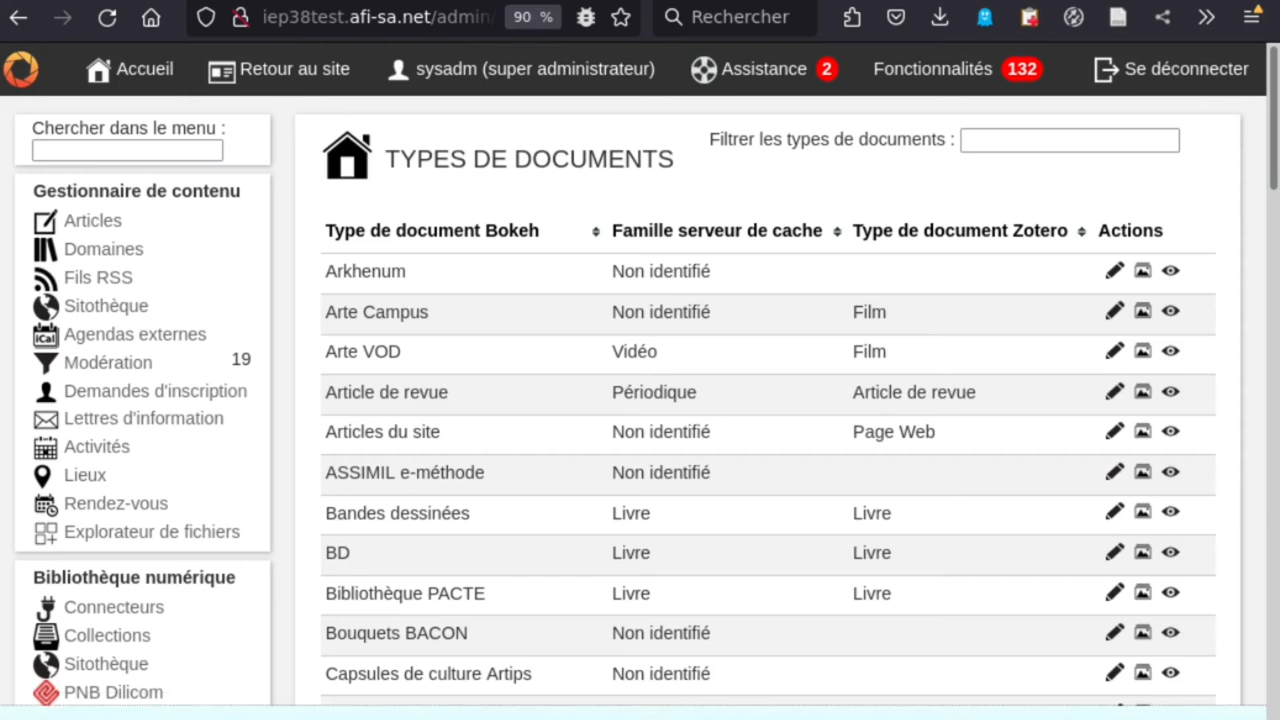 iep38test.afi-sa.net/admin
90 %
Rechercher
Accueil
Retour au site
sysadm (super administrateur)
Assistance 2
Fonctionnalités 132
Se déconnecter
Chercher dans le menu :
Gestionnaire de contenu
Articles
Domaines
Fils RSS
Sitothèque
iCal Agendas externes
Modération 19
Demandes d'inscription
Lettres d'information
Activités
Lieux
Rendez-vous
Explorateur de fichiers
Bibliothèque numérique
Connecteurs
Collections
Sitothèque
PNB Dilicom
TYPES DE DOCUMENTS
Filtrer les types de documents :
Type de document Bokeh Famille serveur de cache Type de document Zotero Actions
Arkhenum Non identifié
Arte Campus Non identifié Film
Arte VOD Vidéo Film
Article de revue Périodique Article de revue
Articles du site Non identifié Page Web
ASSIMIL e-méthode Non identifié
Bandes dessinées Livre Livre
BD Livre Livre
Bibliothèque PACTE Livre Livre
Bouquets BACON Non identifié
Capsules de culture Artips Non identifié